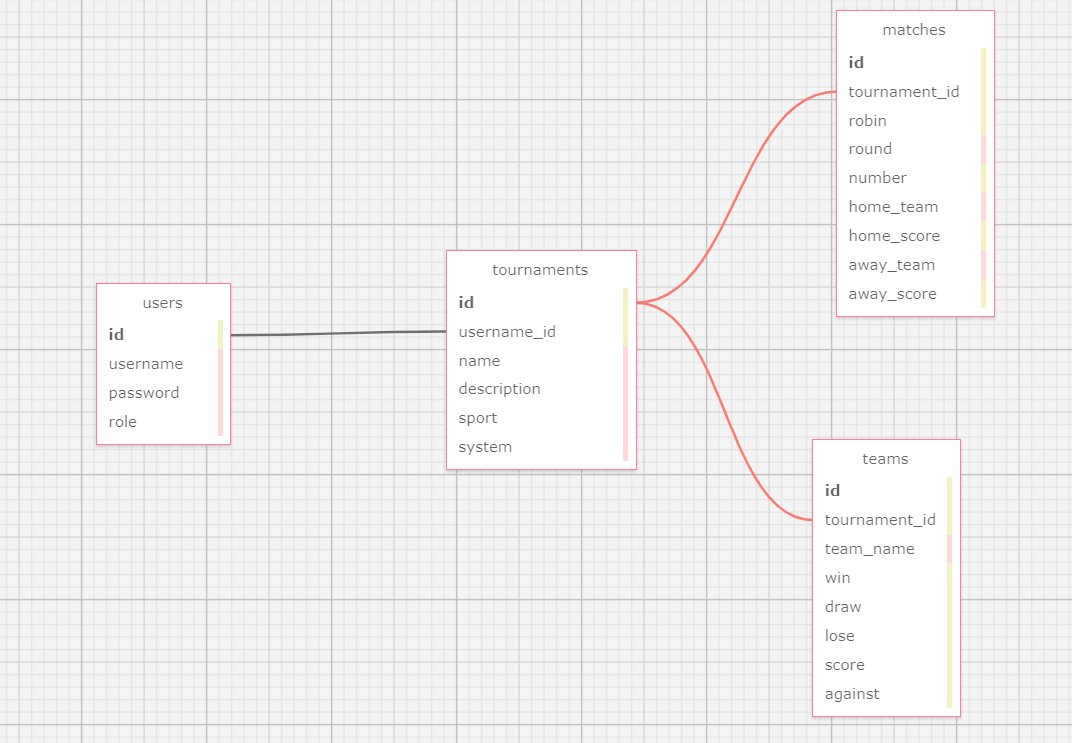 users
id
username
password
role
tournaments
id
username_id
name
description
sport
system
matches
id
tournament_id
robin
round
number
home_team
home_score
away_team
away_score
teams
id
tournament_id
team_name
win
draw
lose
score
against